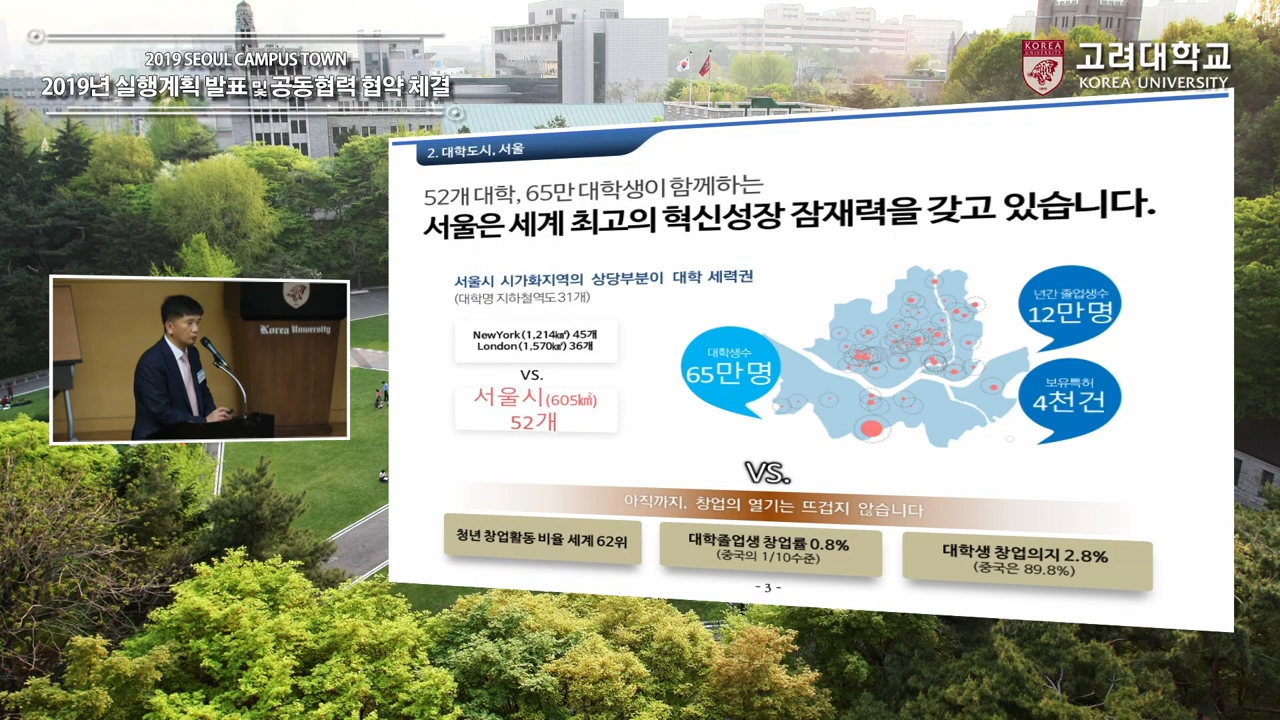 2019 SEOUL CAMPUS TOWN
2019년 실행계획 발표 및 공동협력 협약 체결
KOREA
UNIVERSITY
1905
고려대학교
KOREA UNIVERSITY
2. 대학도시, 서울
52개 대학, 65만 대학생이 함께하는
서울은 세계 최고의 혁신성장 잠재력을 갖고 있습니다.
서울시 시가화지역의 상당부분이 대학 세력권
(대학명 지하철역도 31개)
NewYork (1,214㎢) 45개
London (1,570㎢) 36개
VS.
서울시(605㎢)
52개
대학생수
65만명
년간 졸업생수
12만명
보유특허
4천건
VS.
아직까지, 창업의 열기는 뜨겁지 않습니다
청년 창업활동 비율 세계 62위
대학졸업생 창업률 0.8%
(중국의 1/10수준)
대학생 창업의지 2.8%
(중국은 89.8%)
- 3 -
Korea University